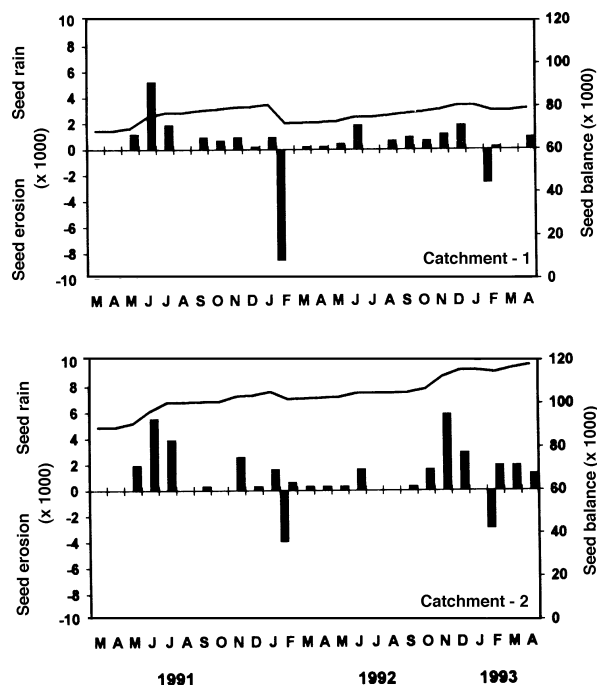 10
8
6
4
2
0
-2
-4
-6
-8
-10
Seed rain
Seed erosion
(x 1000)
120
100
80
60
40
20
0
Seed balance (x 1000)
Catchment - 1
M A M J J A S O N D J F M A M J J A S O N D J F M A
10
8
6
4
2
0
-2
-4
-6
-8
-10
Seed rain
Seed erosion
(x 1000)
120
100
80
60
40
20
0
Seed balance (x 1000)
Catchment - 2
M A M J J A S O N D J F M A M J J A S O N D J F M A
1991 1992 1993